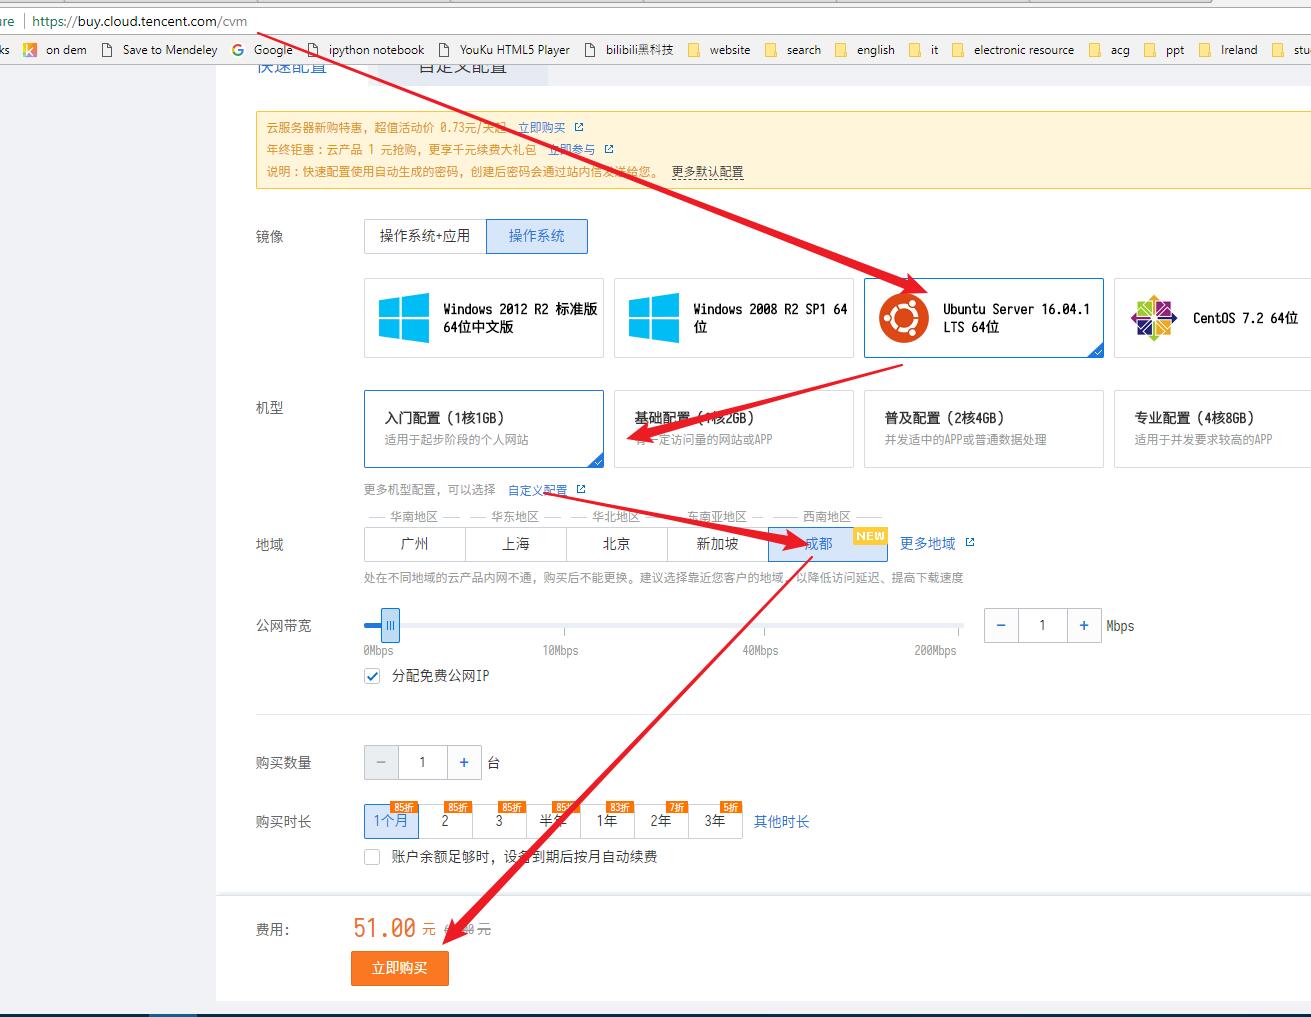 ure https://buy.cloud.tencent.com/cvm
ks on dem Save to Mendeley Google ipython notebook YouKu HTML5 Player bilibili黑科技 website search english it electronic resource acg ppt Ireland stu
快速配置 自定义配置
云服务器新购特惠，超值活动价 0.73元/天起 立即购买
年终钜惠：云产品 1 元抢购，更享千元续费大礼包 立即参与
说明：快速配置使用自动生成的密码，创建后密码会通过站内信发送给您。 更多默认配置
镜像 操作系统+应用 操作系统
Windows 2012 R2 标准版 64位中文版
Windows 2008 R2 SP1 64位
Ubuntu Server 16.04.1 LTS 64位
CentOS 7.2 64位
机型
入门配置（1核1GB）
适用于起步阶段的个人网站
基础配置（1核2GB）
有一定访问量的网站或APP
普及配置（2核4GB）
并发适中的APP或普通数据处理
专业配置（4核8GB）
适用于并发要求较高的APP
更多机型配置，可以选择 自定义配置
华南地区 华东地区 华北地区 东南亚地区 西南地区
地域 广州 上海 北京 新加坡 成都 NEW 更多地域
处在不同地域的云产品内网不通，购买后不能更换。建议选择靠近您客户的地域，以降低访问延迟、提高下载速度
公网带宽 − 1 + Mbps
0Mbps 10Mbps 40Mbps 200Mbps
分配免费公网IP
购买数量 − 1 + 台
85折 85折 85折 85折 83折 7折 5折
购买时长 1个月 2 3 半年 1年 2年 3年 其他时长
账户余额足够时，设备到期后按月自动续费
费用： 51.00 元 元
立即购买